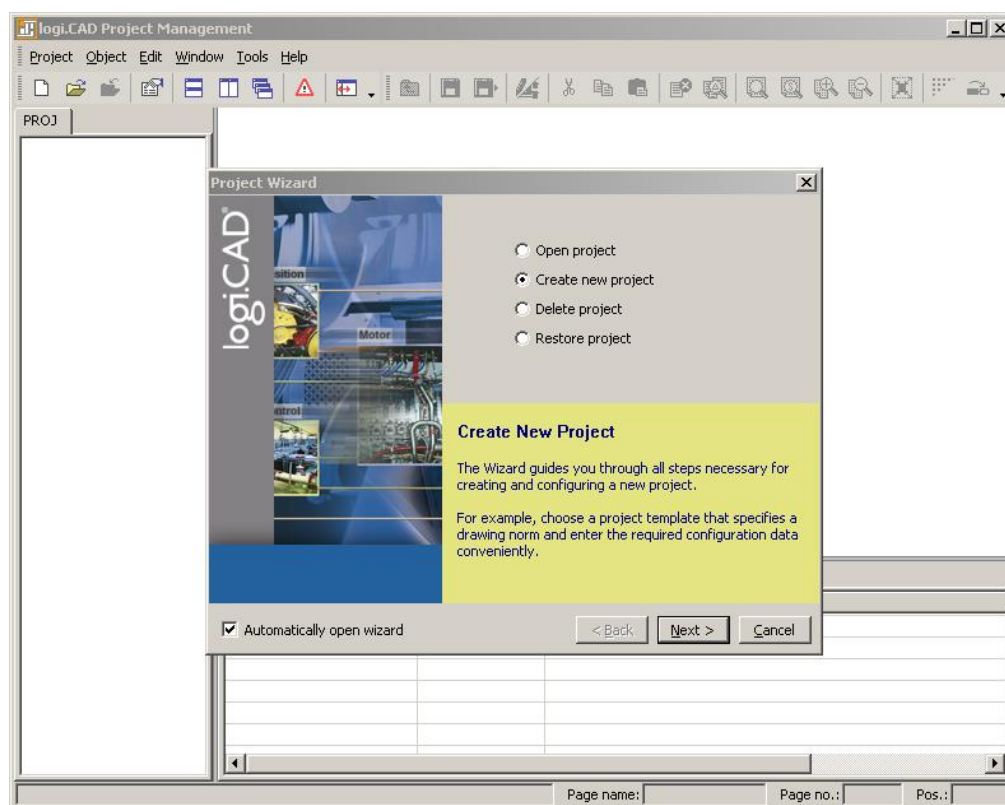 logi.CAD Project Management
Project Object Edit Window Tools Help
PROJ
Project Wizard
logi.CAD
sition
Motor
ntrol
Open project
Create new project
Delete project
Restore project
Create New Project
The Wizard guides you through all steps necessary for
creating and configuring a new project.
For example, choose a project template that specifies a
drawing norm and enter the required configuration data
conveniently.
Automatically open wizard
< Back Next > Cancel
Page name: Page no.: Pos.: